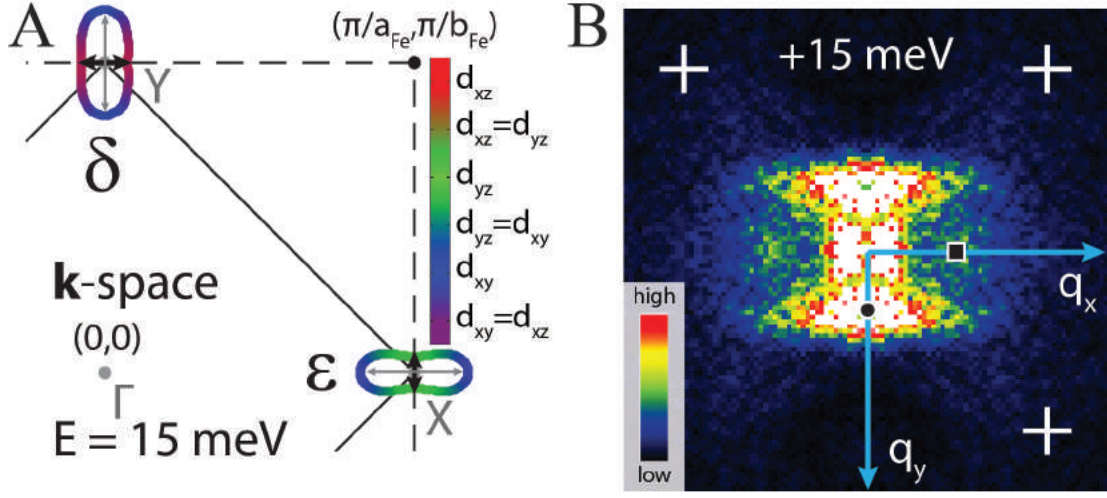 A
(π/a_Fe,π/b_Fe)
Y
δ
d_xz
d_xz=d_yz
d_yz
d_yz=d_xy
d_xy
d_xy=d_xz
k-space
(0,0)
Γ
E = 15 meV
ε
X
B
+15 meV
q_x
q_y
high
low